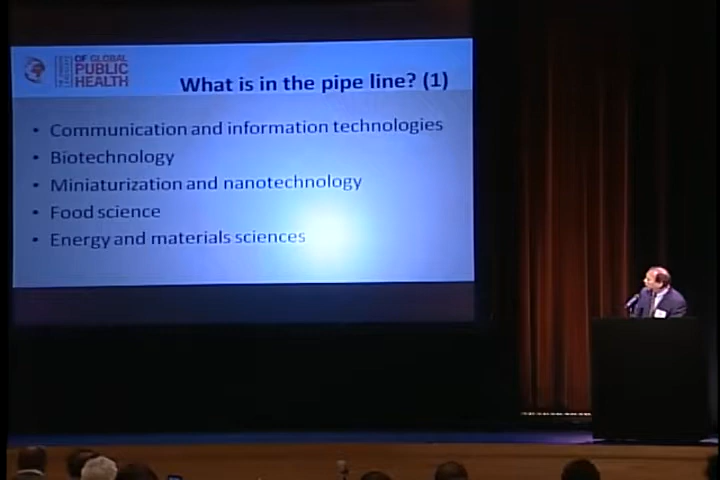 OF GLOBAL
PUBLIC
HEALTH
What is in the pipe line? (1)
• Communication and information technologies
• Biotechnology
• Miniaturization and nanotechnology
• Food science
• Energy and materials sciences